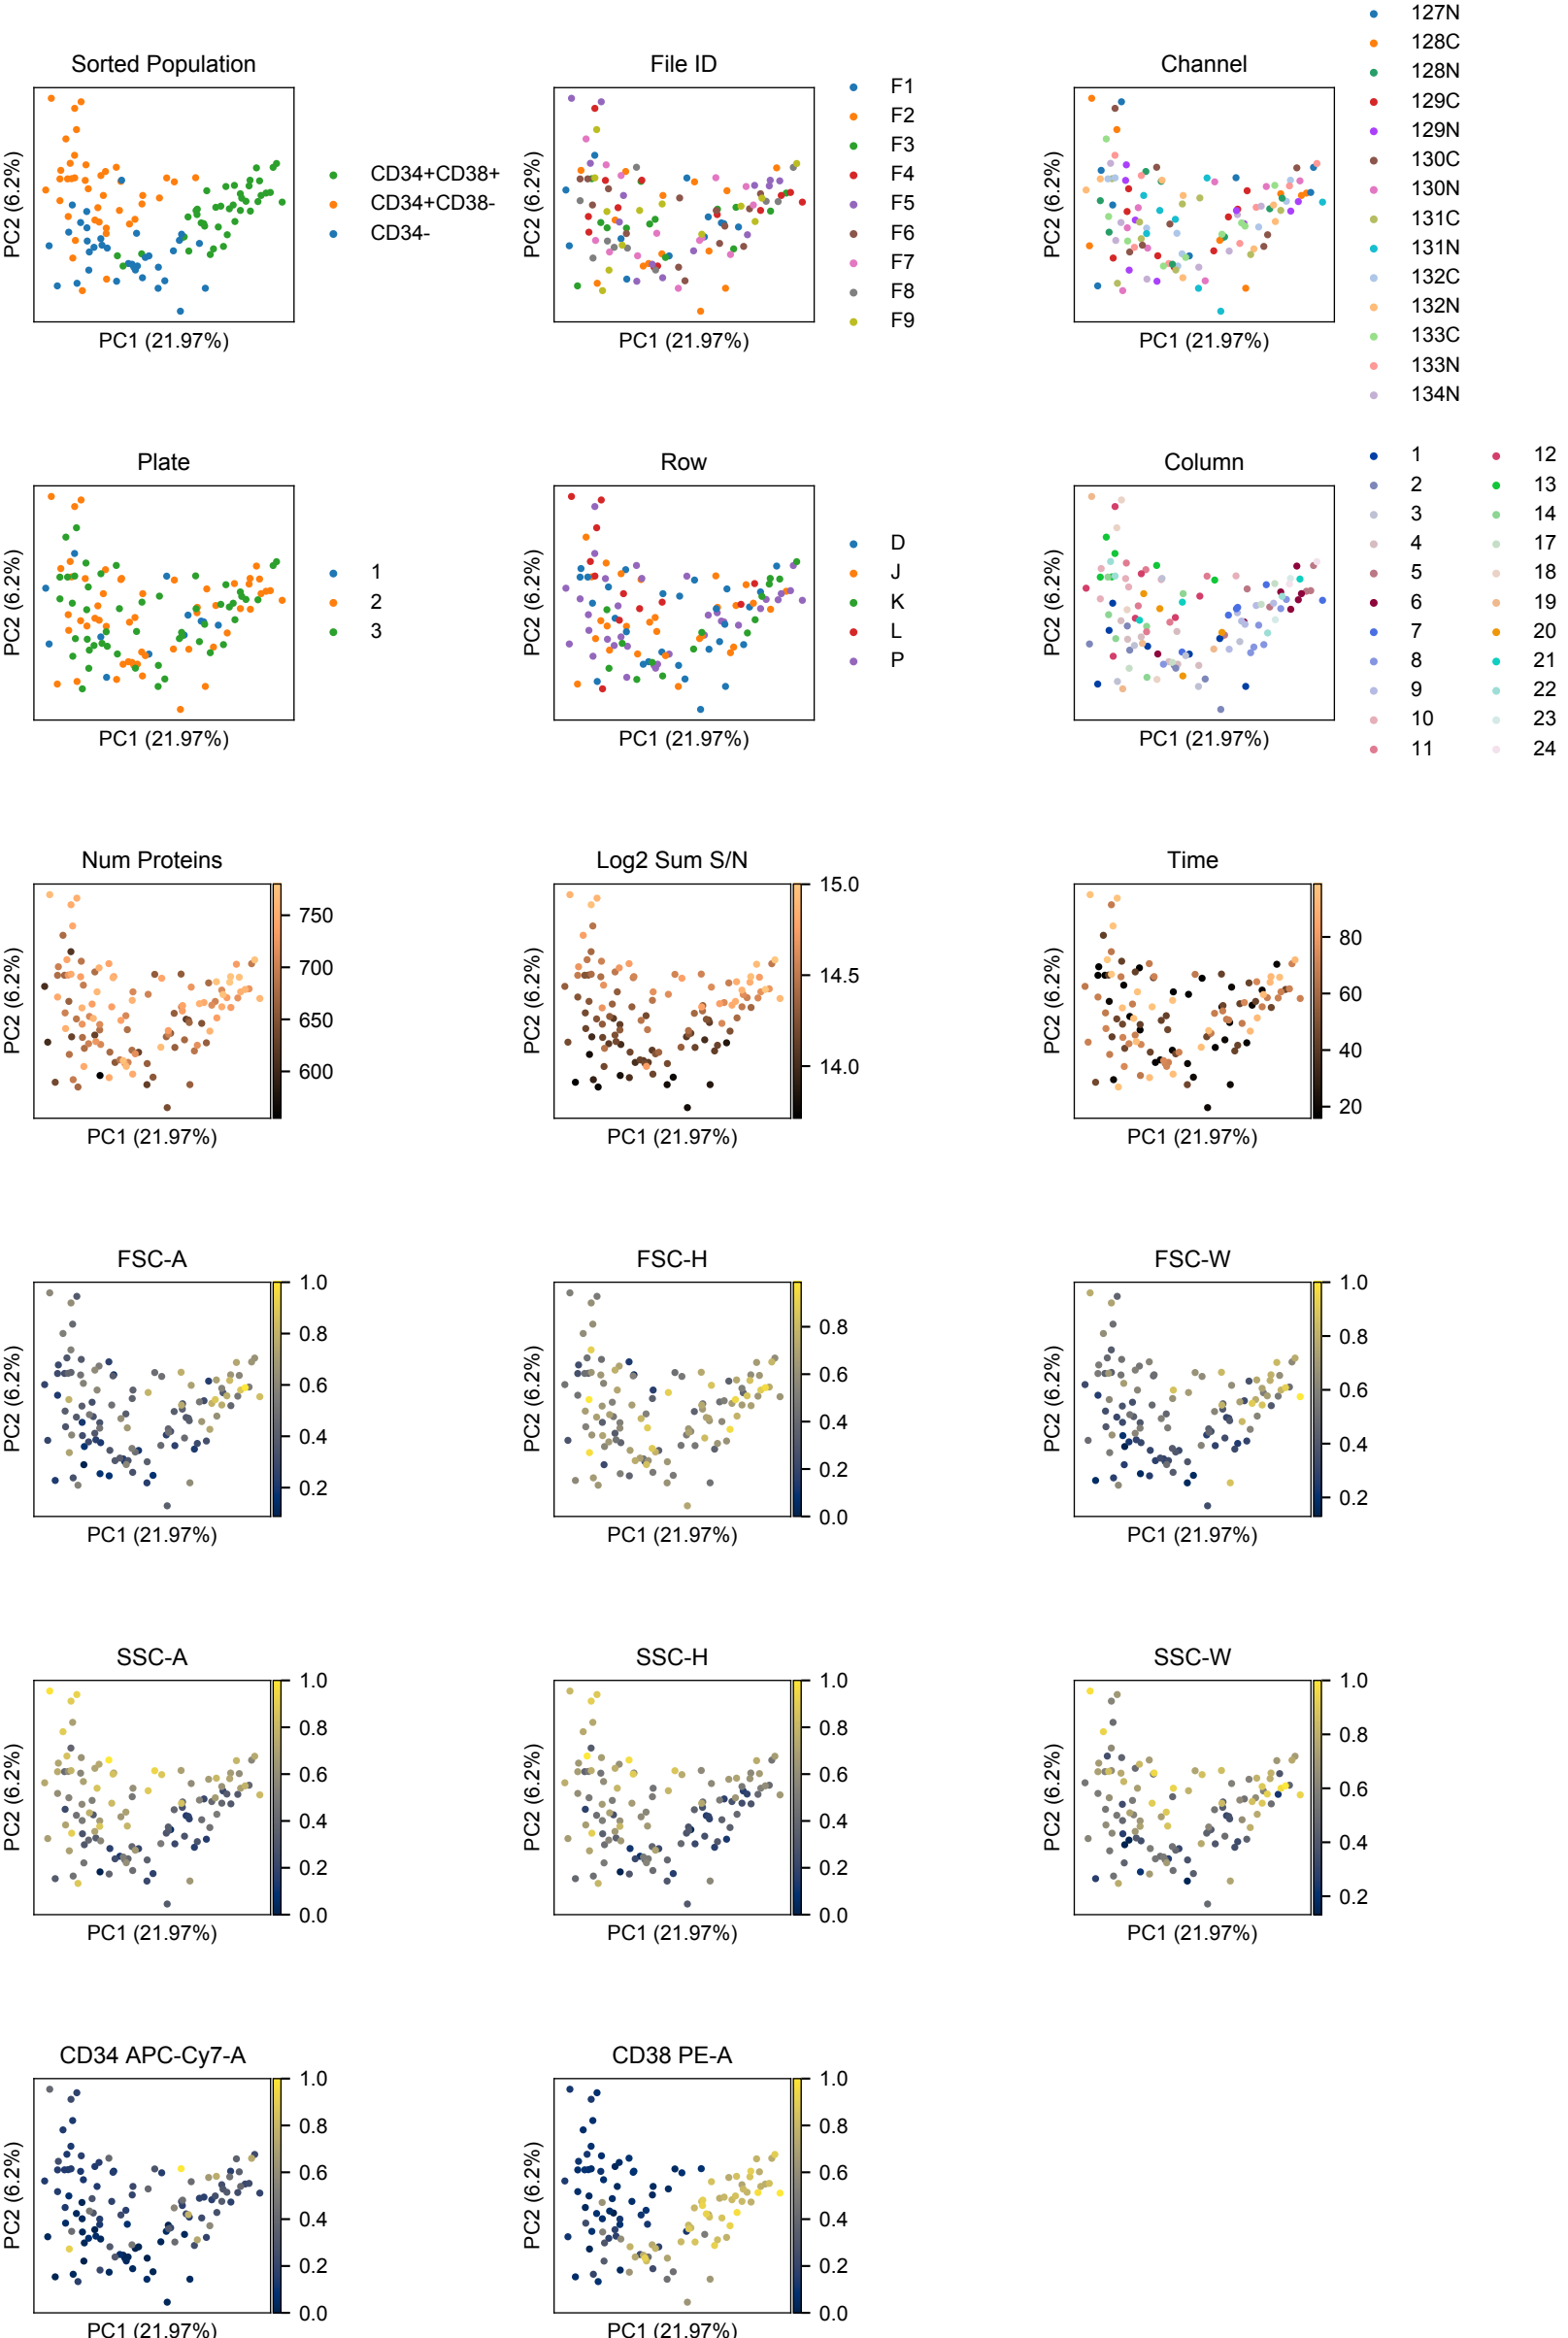 Sorted Population
PC2 (6.2%)
PC1 (21.97%)
CD34+CD38+
CD34+CD38-
CD34-
File ID
PC2 (6.2%)
PC1 (21.97%)
F1
F2
F3
F4
F5
F6
F7
F8
F9
Channel
PC2 (6.2%)
PC1 (21.97%)
127N
128C
128N
129C
129N
130C
130N
131C
131N
132C
132N
133C
133N
134N
Plate
PC2 (6.2%)
PC1 (21.97%)
1
2
3
Row
PC2 (6.2%)
PC1 (21.97%)
D
J
K
L
P
Column
PC2 (6.2%)
PC1 (21.97%)
1
2
3
4
5
6
7
8
9
10
11
12
13
14
17
18
19
20
21
22
23
24
Num Proteins
PC2 (6.2%)
PC1 (21.97%)
750
700
650
600
Log2 Sum S/N
PC2 (6.2%)
PC1 (21.97%)
15.0
14.5
14.0
Time
PC2 (6.2%)
PC1 (21.97%)
80
60
40
20
FSC-A
PC2 (6.2%)
PC1 (21.97%)
1.0
0.8
0.6
0.4
0.2
FSC-H
PC2 (6.2%)
PC1 (21.97%)
0.8
0.6
0.4
0.2
0.0
FSC-W
PC2 (6.2%)
PC1 (21.97%)
1.0
0.8
0.6
0.4
0.2
SSC-A
PC2 (6.2%)
PC1 (21.97%)
1.0
0.8
0.6
0.4
0.2
0.0
SSC-H
PC2 (6.2%)
PC1 (21.97%)
1.0
0.8
0.6
0.4
0.2
0.0
SSC-W
PC2 (6.2%)
PC1 (21.97%)
1.0
0.8
0.6
0.4
0.2
CD34 APC-Cy7-A
PC2 (6.2%)
PC1 (21.97%)
1.0
0.8
0.6
0.4
0.2
0.0
CD38 PE-A
PC2 (6.2%)
PC1 (21.97%)
1.0
0.8
0.6
0.4
0.2
0.0